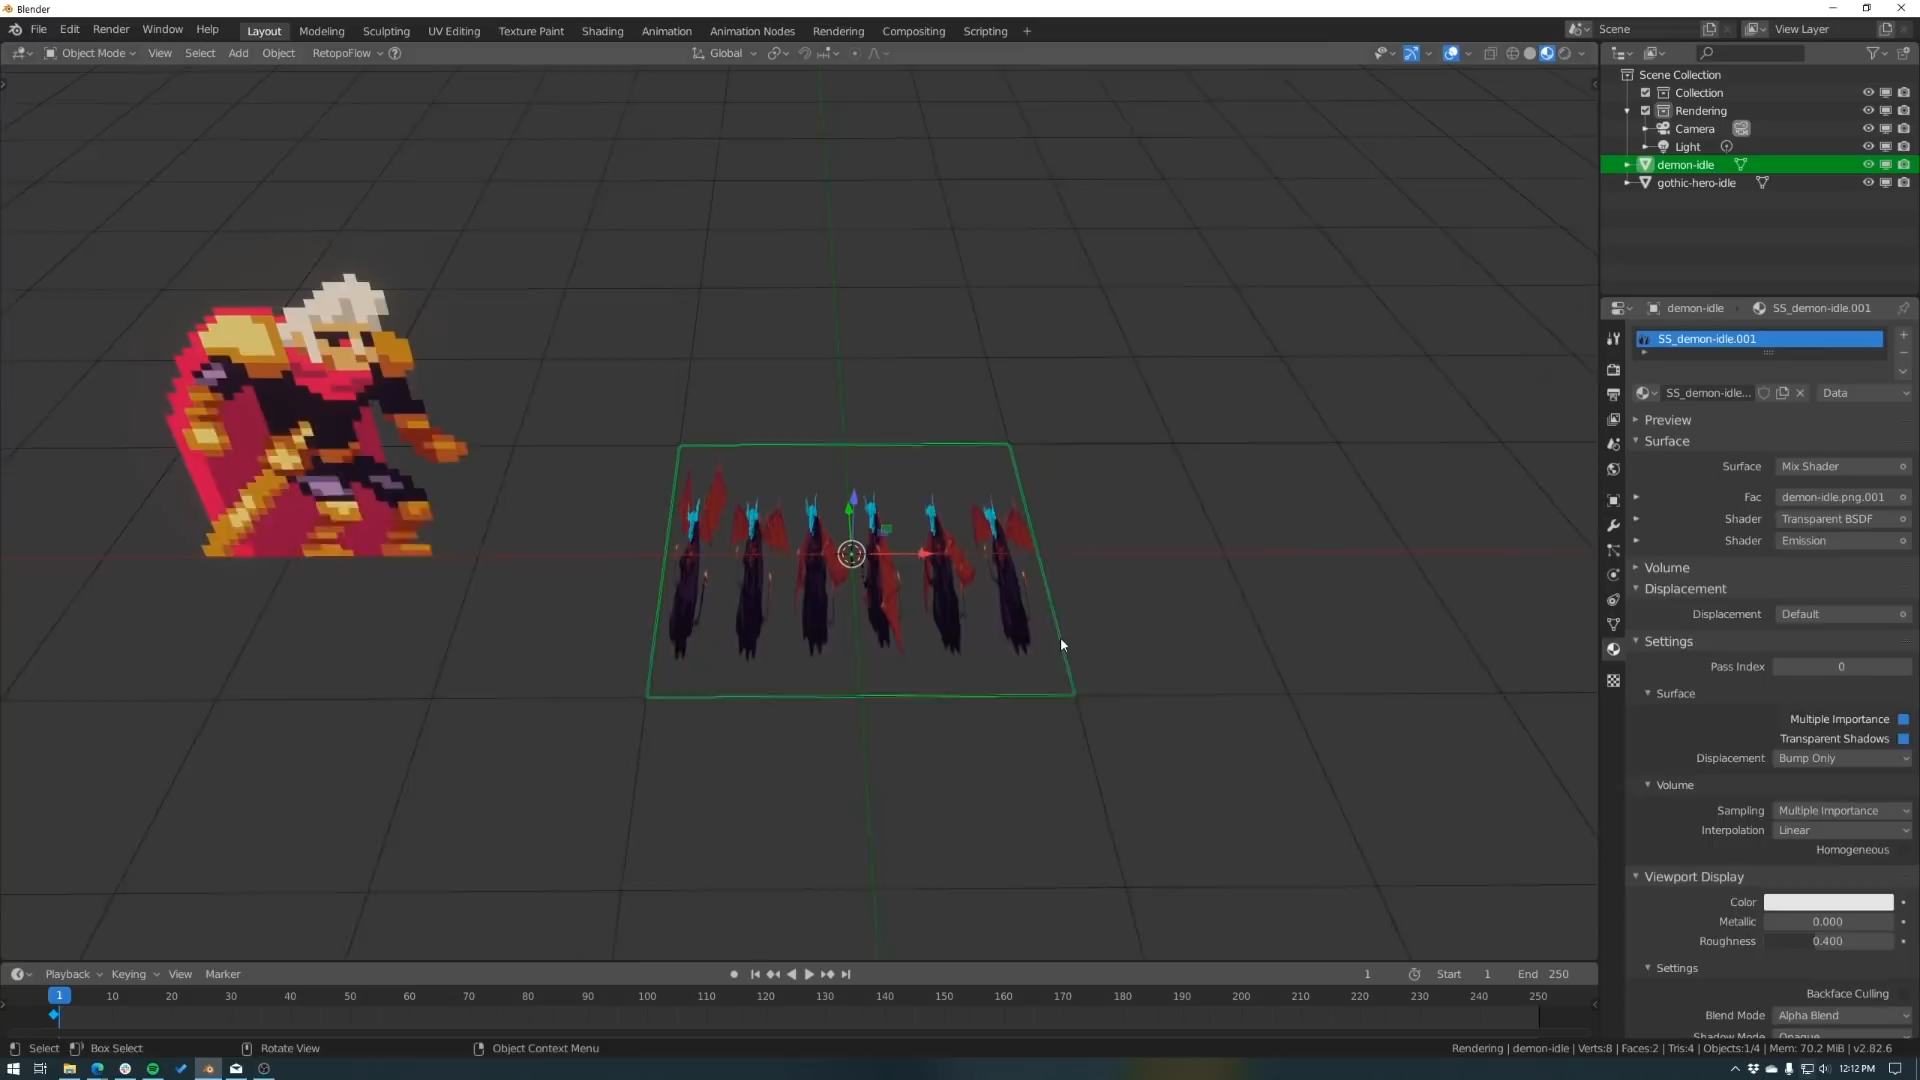 Blender
File Edit Render Window Help Layout Modeling Sculpting UV Editing Texture Paint Shading Animation Animation Nodes Rendering Compositing Scripting + Scene View Layer
Object Mode View Select Add Object RetopoFlow Global
Scene Collection
Collection
Rendering
Camera
Light
demon-idle
gothic-hero-idle
demon-idle SS_demon-idle.001
SS_demon-idle.001
SS_demon-idle... Data
Preview
Surface
Surface Mix Shader
Fac demon-idle.png.001
Shader Transparent BSDF
Shader Emission
Volume
Displacement
Displacement Default
Settings
Pass Index 0
Surface
Multiple Importance
Transparent Shadows
Displacement Bump Only
Volume
Sampling Multiple Importance
Interpolation Linear
Homogeneous
Viewport Display
Color
Metallic 0.000
Roughness 0.400
Settings
Backface Culling
Blend Mode Alpha Blend
Shadow Mode Opaque
Playback Keying View Marker 1 Start 1 End 250
1 10 20 30 40 50 60 70 80 90 100 110 120 130 140 150 160 170 180 190 200 210 220 230 240 250
Select Box Select Rotate View Object Context Menu Rendering | demon-idle | Verts:8 | Faces:2 | Tris:4 | Objects:1/4 | Mem: 70.2 MiB | v2.82.6
12:12 PM